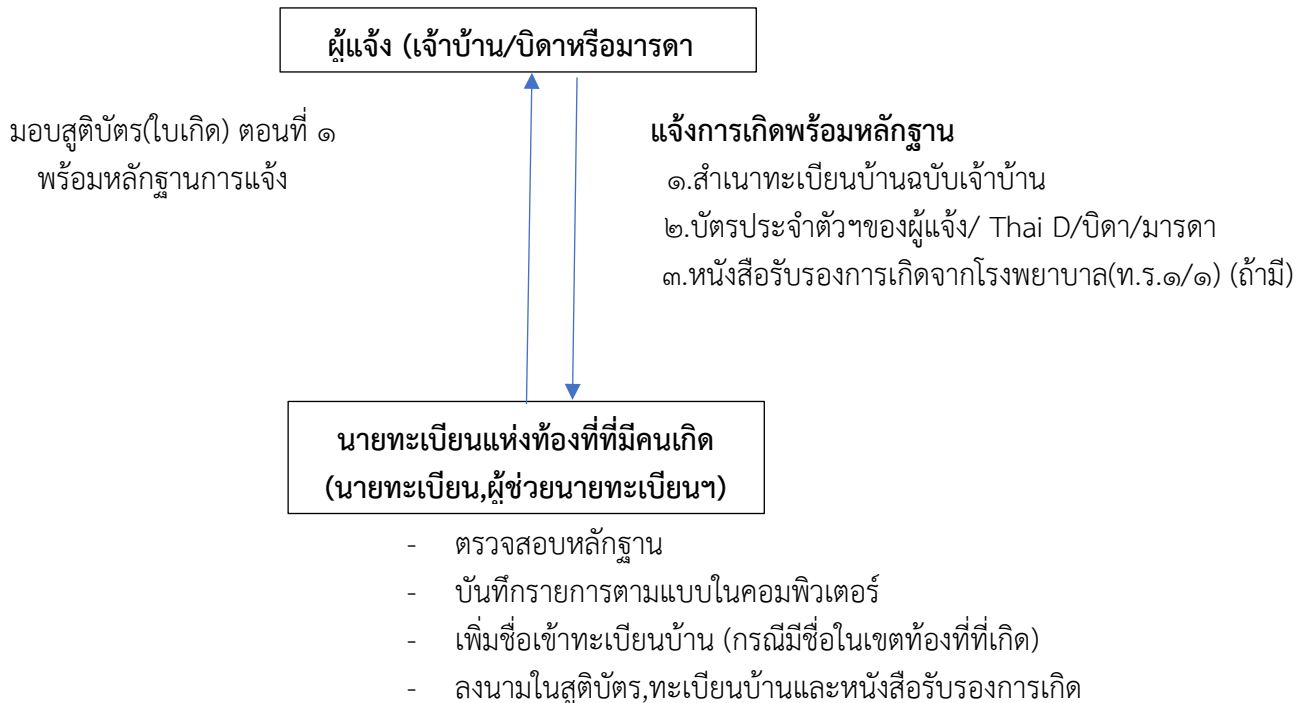 ผู้แจ้ง (เจ้าบ้าน/บิดาหรือมารดา
มอบสูติบัตร(ใบเกิด) ตอนที่ ๑
พร้อมหลักฐานการแจ้ง
แจ้งการเกิดพร้อมหลักฐาน
๑.สำเนาทะเบียนบ้านฉบับเจ้าบ้าน
๒.บัตรประจำตัวฯของผู้แจ้ง/ Thai D/บิดา/มารดา
๓.หนังสือรับรองการเกิดจากโรงพยาบาล(ท.ร.๑/๑) (ถ้ามี)
นายทะเบียนแห่งท้องที่ที่มีคนเกิด
(นายทะเบียน,ผู้ช่วยนายทะเบียนฯ)
- ตรวจสอบหลักฐาน
- บันทึกรายการตามแบบในคอมพิวเตอร์
- เพิ่มชื่อเข้าทะเบียนบ้าน (กรณีมีชื่อในเขตท้องที่ที่เกิด)
- ลงนามในสูติบัตร,ทะเบียนบ้านและหนังสือรับรองการเกิด